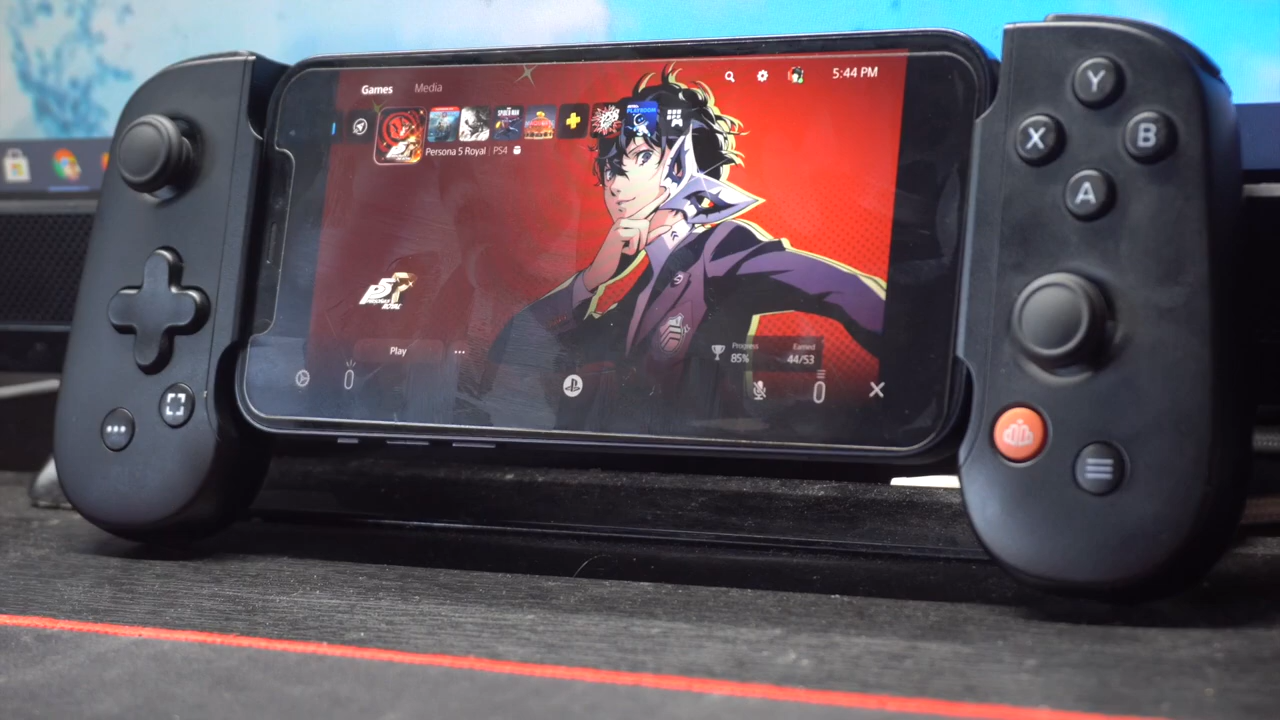 Games Media
5:44 PM
Persona 5 Royal | PS4
Play
...
Progress
85%
Earned
44/53
Y
X
B
A